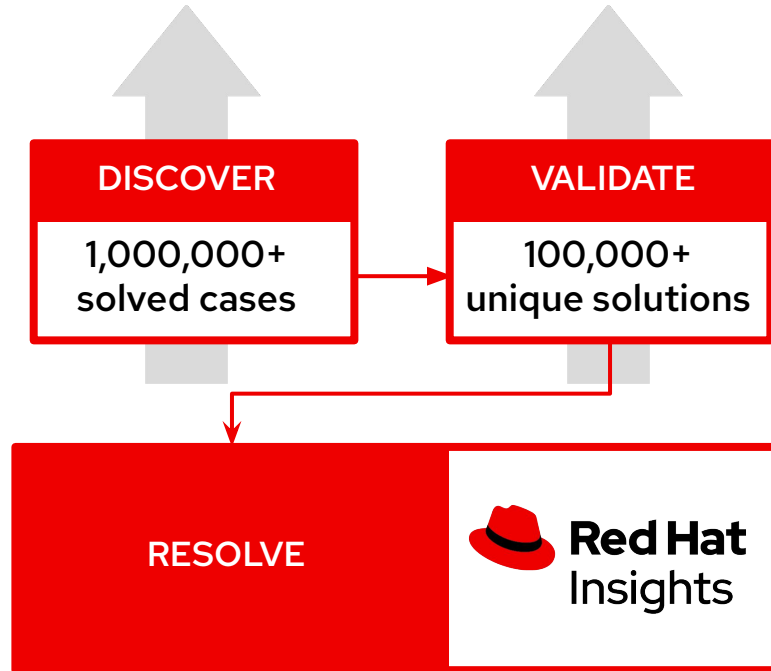 DISCOVER
1,000,000+
solved cases
VALIDATE
100,000+
unique solutions
RESOLVE
Red Hat
Insights